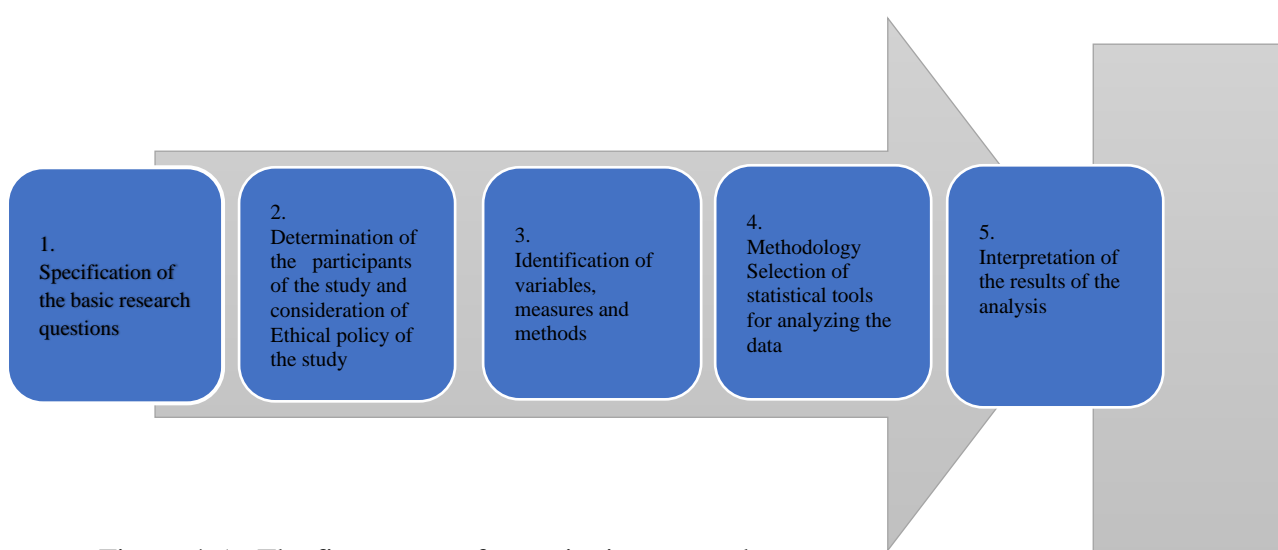 1.
Specification of
the basic research
questions
2.
Determination of
the participants
of the study and
consideration of
Ethical policy of
the study
3.
Identification of
variables,
measures and
methods
4.
Methodology
Selection of
statistical tools
for analyzing the
data
5.
Interpretation of
the results of the
analysis